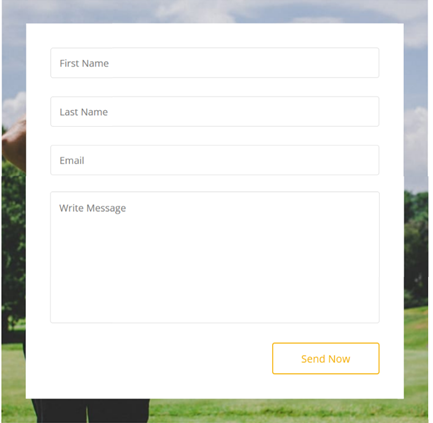 First Name
Last Name
Email
Write Message
Send Now